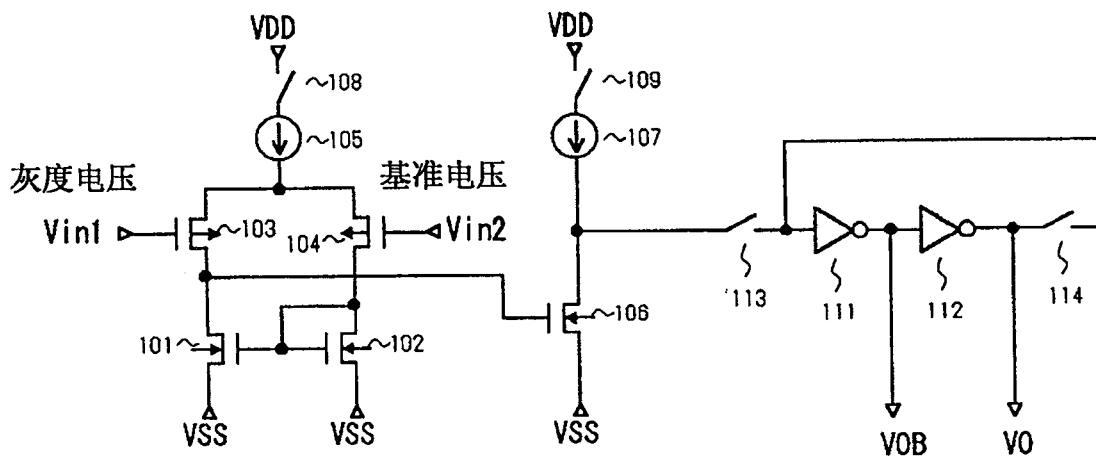 VDD
VDD
~108
~109
~105
~107
灰度电压
基准电压
Vin1
~103
104~
Vin2
113
111
112
114
~106
101~
~102
VSS
VSS
VSS
VOB
VO